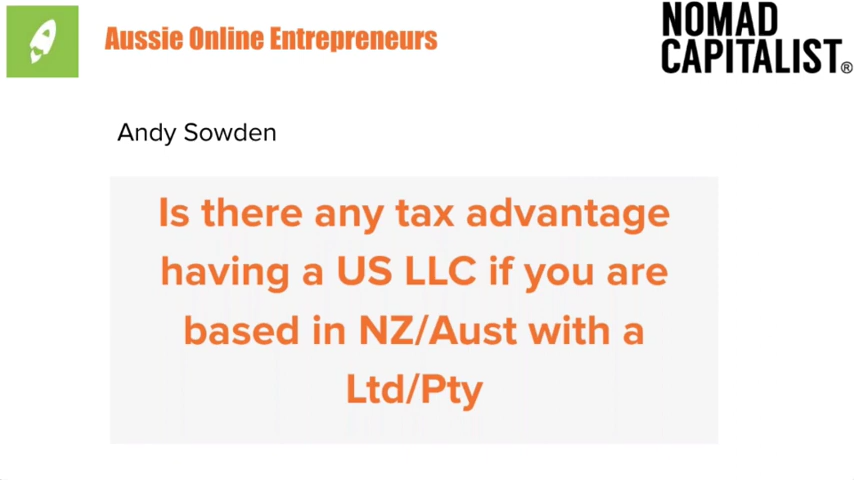 Aussie Online Entrepreneurs
NOMAD
CAPITALIST®
Andy Sowden
Is there any tax advantage
having a US LLC if you are
based in NZ/Aust with a
Ltd/Pty